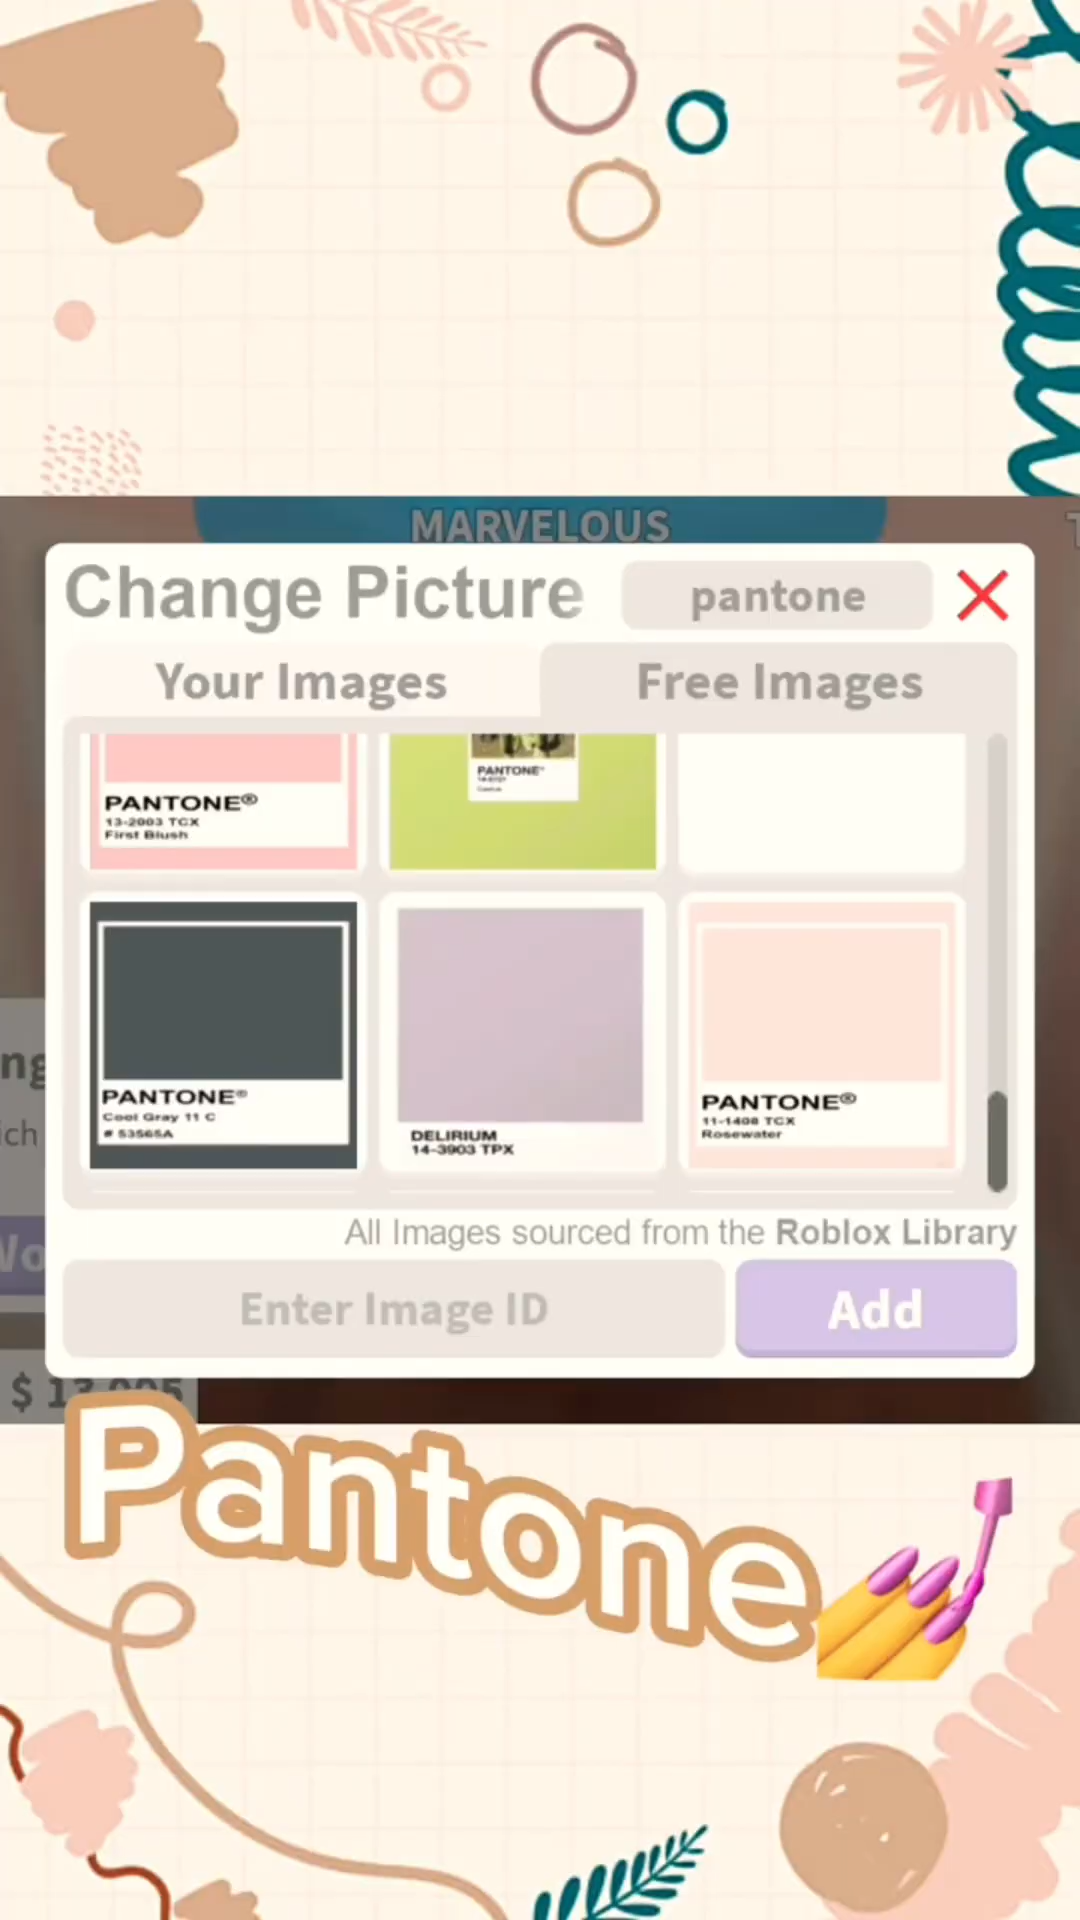 MARVELOUS
Change Picture
pantone
Your Images
Free Images
PANTONE®
13-2003 TCX
First Blush
PANTONE®
PANTONE®
Cool Gray 11 C
# 53565A
DELIRIUM
14-3903 TPX
PANTONE®
11-1408 TCX
Rosewater
All Images sourced from the Roblox Library
Enter Image ID
Add
Pantone